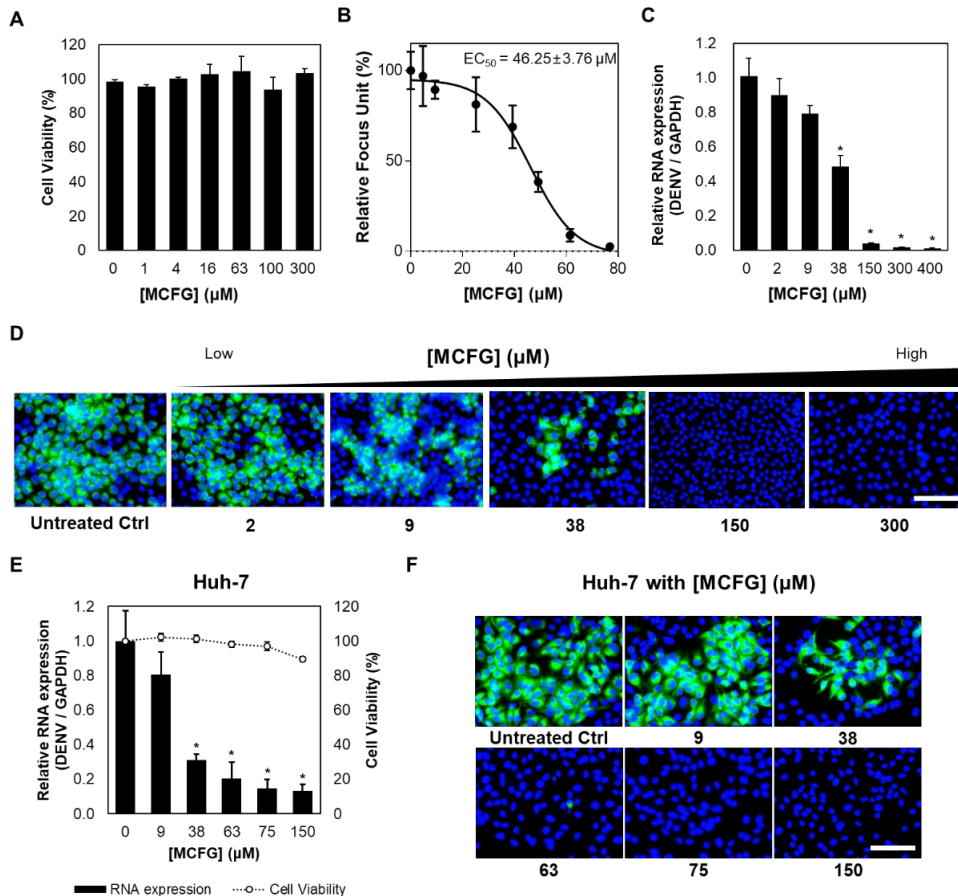 A
120
100
80
60
40
20
0
Cell Viability (%)
0 1 4 16 63 100 300
[MCFG] (µM)
B
EC50 = 46.25±3.76 µM
100
50
0
Relative Focus Unit (%)
0 20 40 60 80
[MCFG] (µM)
C
1.2
1.0
0.8
0.6
0.4
0.2
0.0
Relative RNA expression
(DENV / GAPDH)
*
* * *
0 2 9 38 150 300 400
[MCFG] (µM)
D
Low [MCFG] (µM) High
Untreated Ctrl 2 9 38 150 300
E
Huh-7
1.2
1.0
0.8
0.6
0.4
0.2
0.0
Relative RNA expression
(DENV / GAPDH)
120
100
80
60
40
20
0
Cell Viability (%)
* * * *
0 9 38 63 75 150
[MCFG] (µM)
RNA expression Cell Viability
F
Huh-7 with [MCFG] (µM)
Untreated Ctrl 9 38
63 75 150